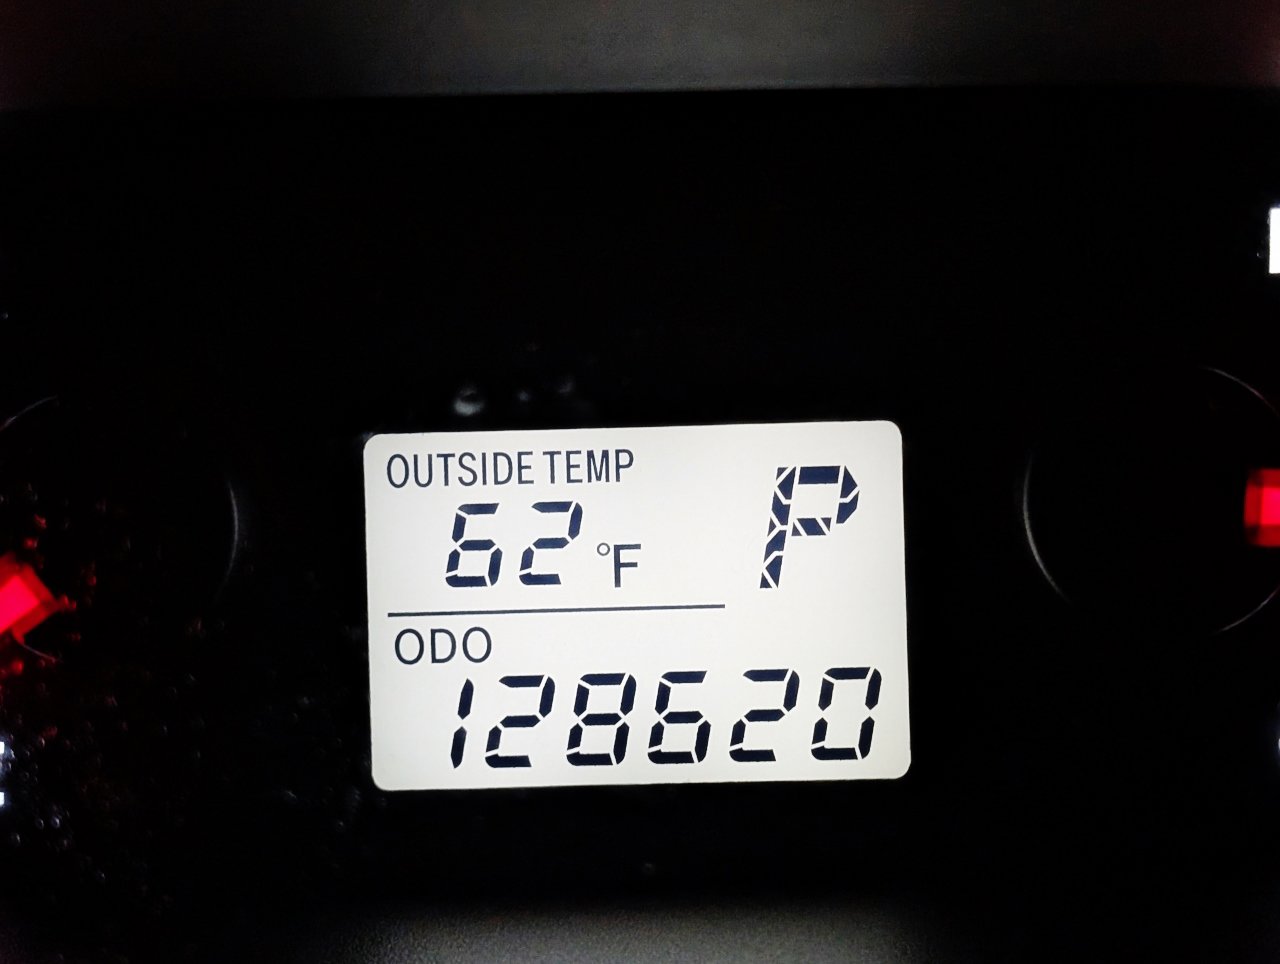 OUTSIDE TEMP
62 °F P
ODO
128620